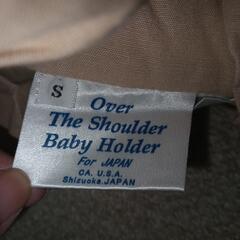 S
Over
The Shoulder
Baby Holder
For JAPAN
CA. U.S.A.
Shizuoka.JAPAN